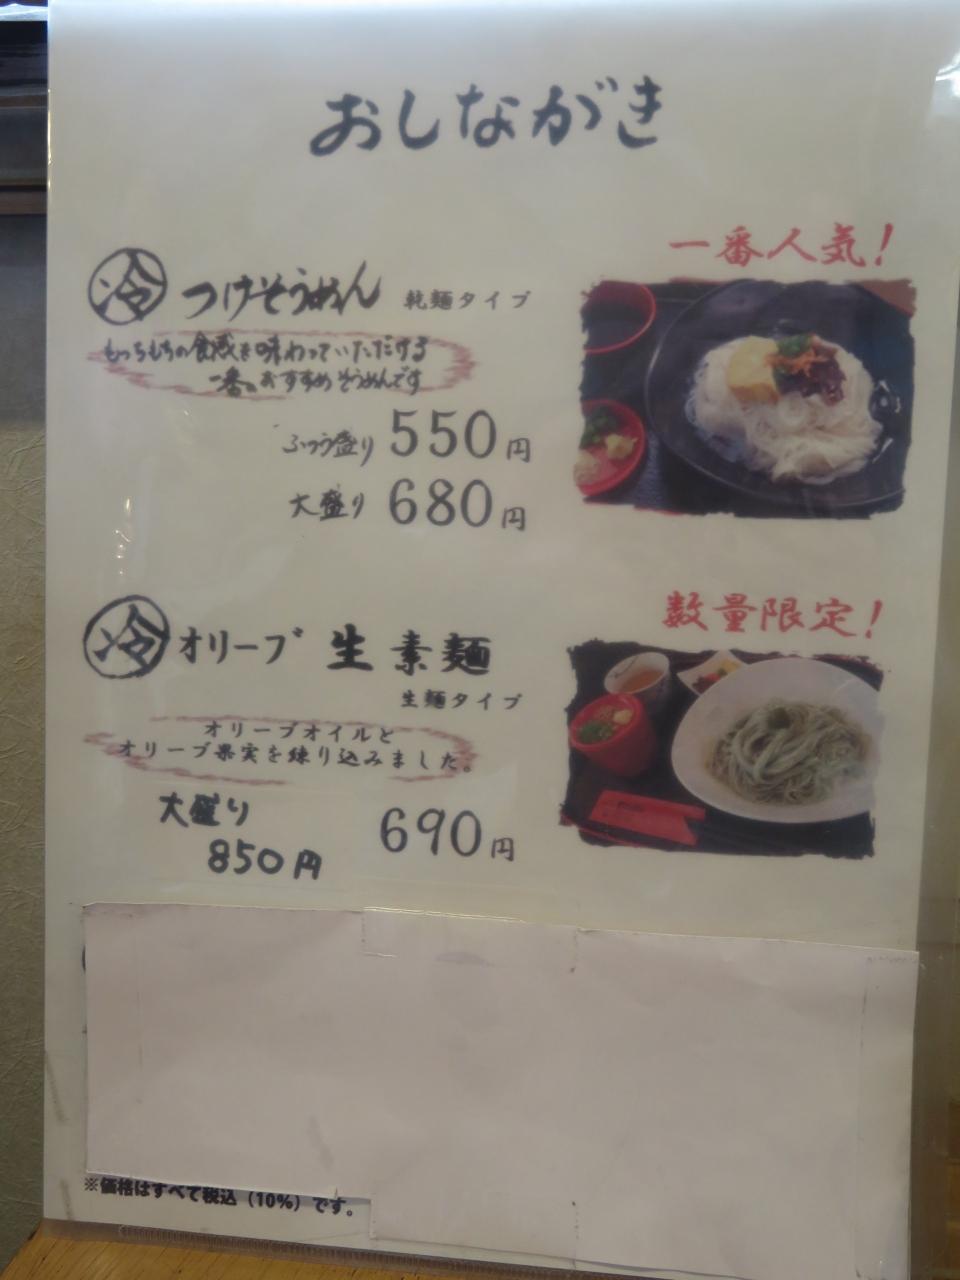 おしながき
一番人気!
冷 つけそうめん 乾麺タイプ
もっちもちの食感を味わっていただける
一番のおすすめそうめんです
ふつう盛り 550円
大盛り 680円
数量限定!
冷 オリーブ 生素麺
生麺タイプ
オリーブオイルと
オリーブ果実を練り込みました。
大盛り
850円
690円
※価格はすべて税込(10%)です。